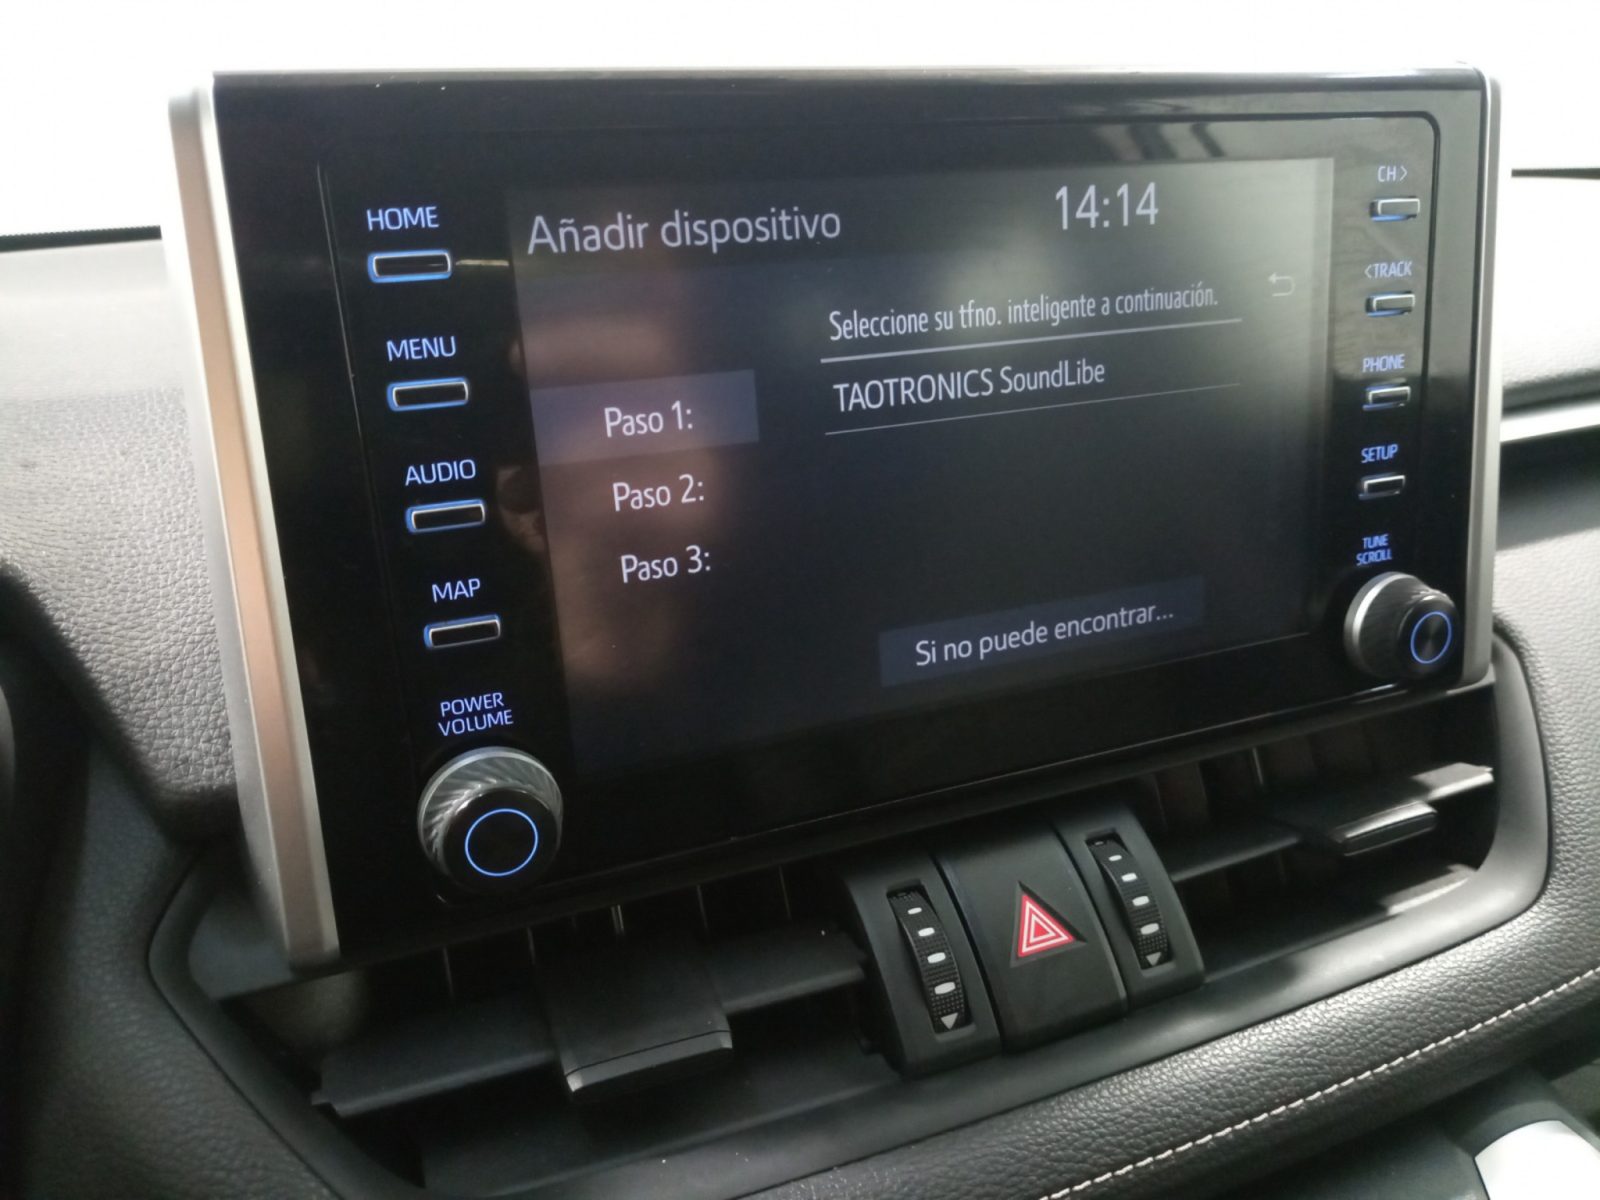 HOME
MENU
AUDIO
MAP
POWER
VOLUME
Añadir dispositivo
14:14
Seleccione su tfno. inteligente a continuación.
TAOTRONICS SoundLibe
Paso 1:
Paso 2:
Paso 3:
Si no puede encontrar...
CH>
<TRACK
PHONE
SETUP
TUNE
SCROLL